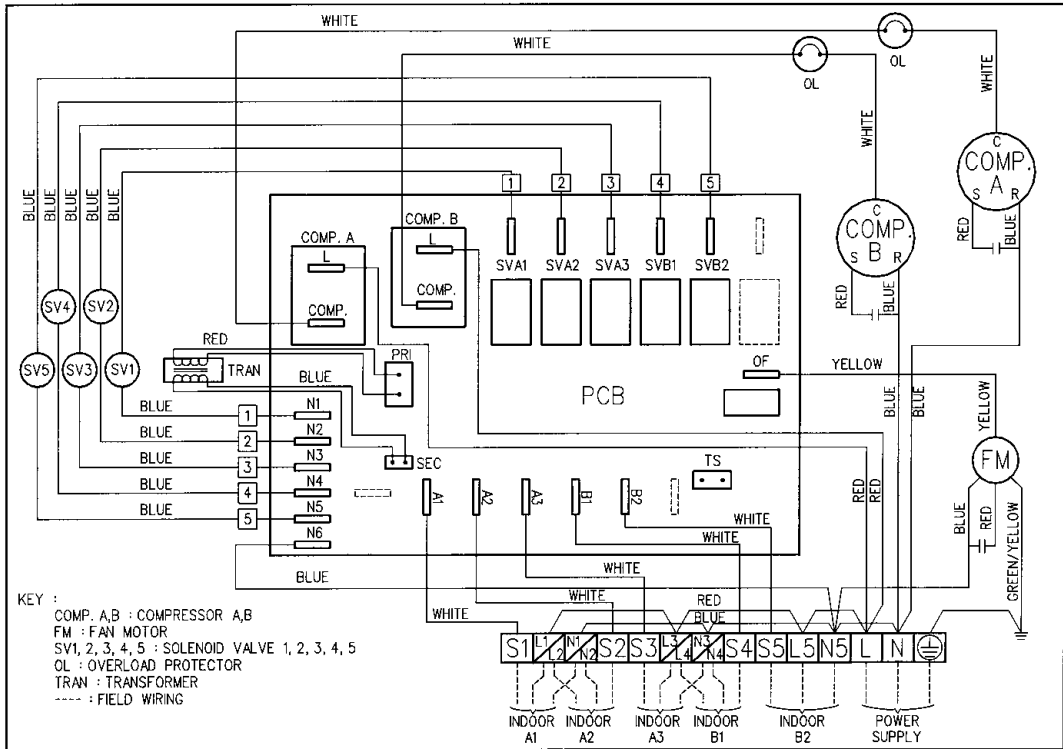 WHITE
WHITE
OL
OL
WHITE
WHITE
C
COMP.
A
S R
C
COMP.
B
S R
RED
BLUE
RED
BLUE
BLUE
BLUE
BLUE
BLUE
BLUE
1 2 3 4 5
COMP. A
L
COMP.
COMP. B
L
COMP.
SVA1 SVA2 SVA3 SVB1 SVB2
SV4 SV2
SV5 SV3 SV1
RED
TRAN
BLUE
PRI
SEC
PCB
OF
YELLOW
YELLOW
BLUE
BLUE
FM
BLUE
RED
GREEN/YELLOW
RED
RED
BLUE 1 N1
BLUE 2 N2
BLUE 3 N3
BLUE 4 N4
BLUE 5 N5
N6
A1 A2 A3 B1 B2
TS
WHITE
WHITE
WHITE
WHITE
WHITE
BLUE
RED
BLUE
KEY :
COMP. A,B : COMPRESSOR A,B
FM : FAN MOTOR
SV1, 2, 3, 4, 5 : SOLENOID VALVE 1, 2, 3, 4, 5
OL : OVERLOAD PROTECTOR
TRAN : TRANSFORMER
---- : FIELD WIRING
S1 L1 L2 N1 N2 S2 S3 L3 L4 N3 N4 S4 S5 L5 N5 L N
INDOOR A1
INDOOR A2
INDOOR A3
INDOOR B1
INDOOR B2
POWER SUPPLY